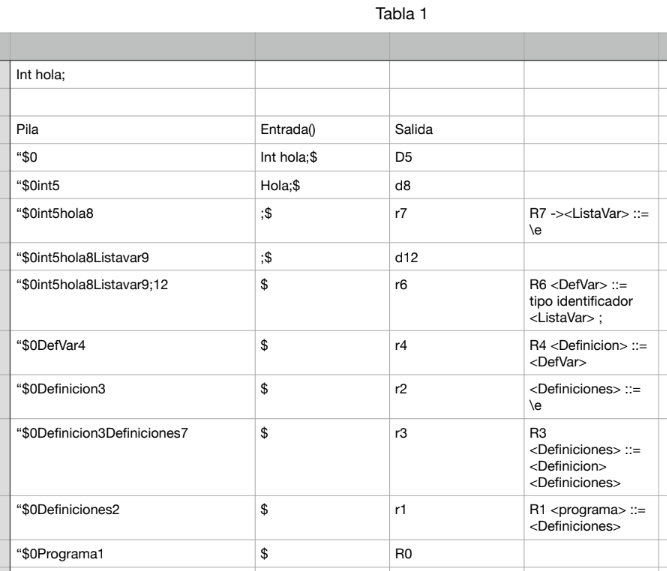 Tabla 1
Int hola;
Pila Entrada() Salida
“$0 Int hola;$ D5
“$0int5 Hola;$ d8
“$0int5hola8 ;$ r7 R7 -><ListaVar> ::=
\e
“$0int5hola8Listavar9 ;$ d12
“$0int5hola8Listavar9;12 $ r6 R6 <DefVar> ::=
tipo identificador
<ListaVar> ;
“$0DefVar4 $ r4 R4 <Definicion> ::=
<DefVar>
“$0Definicion3 $ r2 <Definiciones> ::=
\e
“$0Definicion3Definiciones7 $ r3 R3
<Definiciones> ::=
<Definicion>
<Definiciones>
“$0Definiciones2 $ r1 R1 <programa> ::=
<Definiciones>
“$0Programa1 $ R0